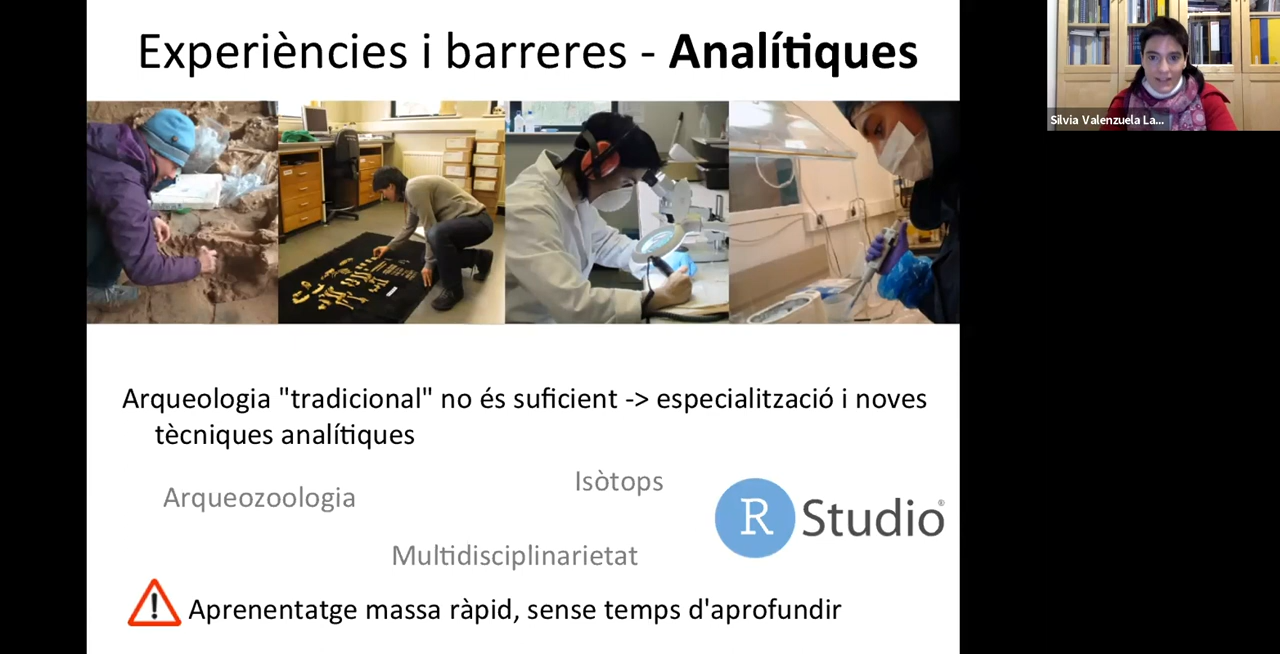 Experiències i barreres - Analítiques
Silvia Valenzuela La...
Arqueologia "tradicional" no és suficient -> especialització i noves
tècniques analítiques
Isòtops
Arqueozoologia
R Studio®
Multidisciplinarietat
Aprenentatge massa ràpid, sense temps d'aprofundir